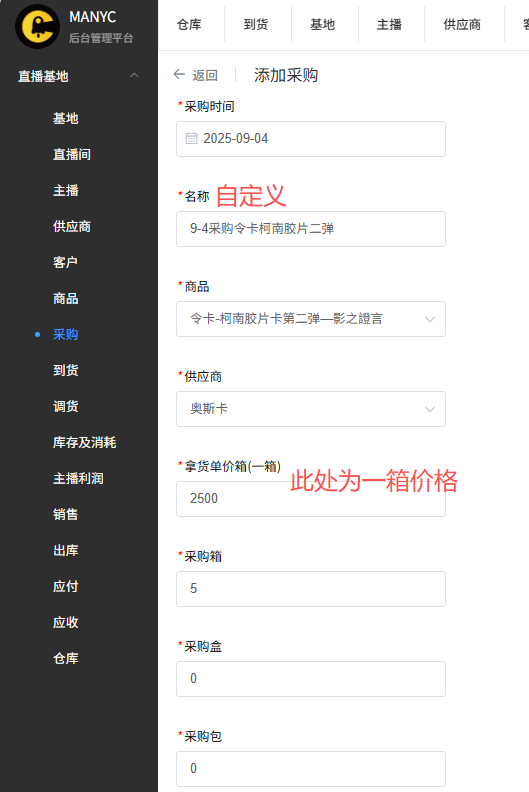 MANYC
后台管理平台
直播基地
基地
直播间
主播
供应商
客户
商品
采购
到货
调货
库存及消耗
主播利润
销售
出库
应付
应收
仓库
仓库 到货 基地 主播 供应商
返回 添加采购
*采购时间
2025-09-04
*名称 自定义
9-4采购令卡柯南胶片二弹
*商品
令卡-柯南胶片卡第二弹—影之證言
*供应商
奥斯卡
*拿货单价箱(一箱) 此处为一箱价格
2500
*采购箱
5
*采购盒
0
*采购包
0